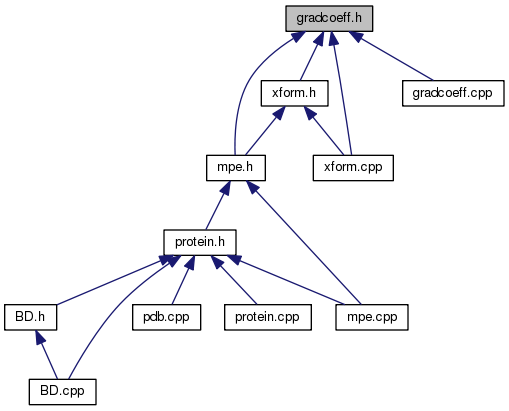 gradcoeff.h
xform.h
gradcoeff.cpp
mpe.h
xform.cpp
protein.h
BD.h
pdb.cpp
protein.cpp
mpe.cpp
BD.cpp